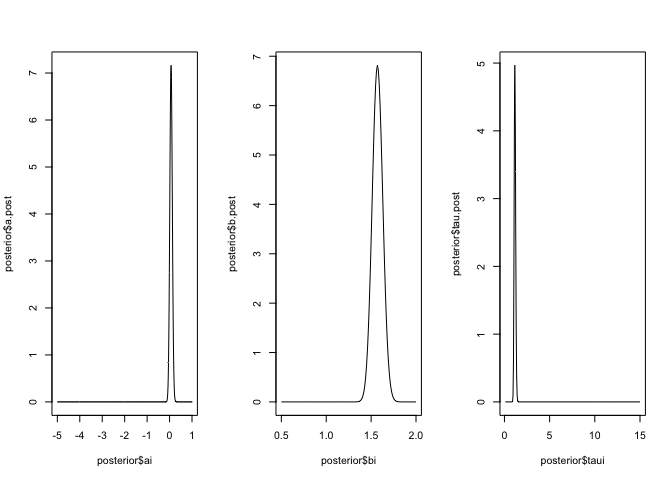 posterior$a.post
7
6
5
4
3
2
1
0
-5 -4 -3 -2 -1 0 1
posterior$ai
posterior$b.post
7
6
5
4
3
2
1
0
0.5 1.0 1.5 2.0
posterior$bi
posterior$tau.post
5
4
3
2
1
0
0 5 10 15
posterior$taui